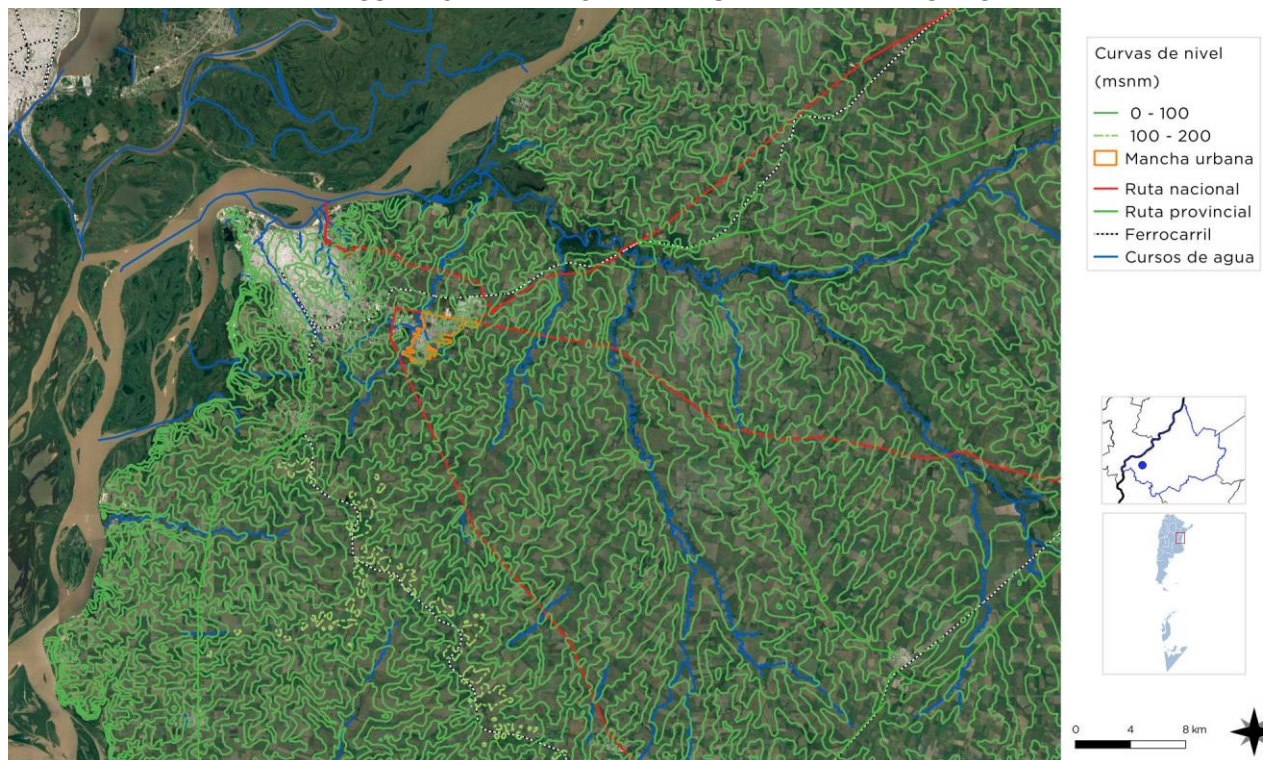 Curvas de nivel
(msnm)
0 - 100
100 - 200
Mancha urbana
Ruta nacional
Ruta provincial
Ferrocarril
Cursos de agua
0 4 8 km